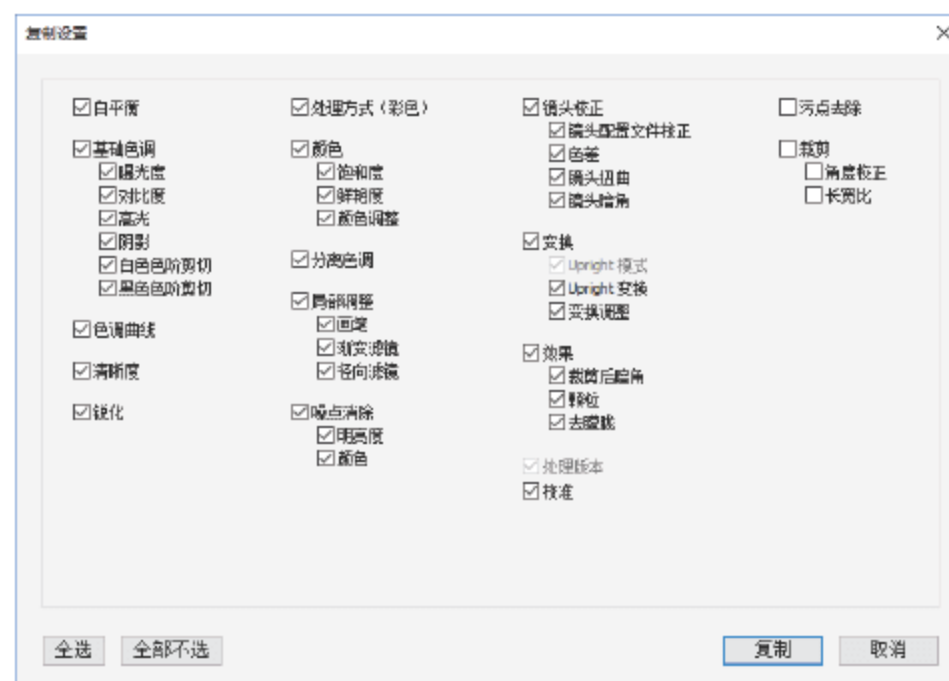 复制设置
白平衡
基础色调
曝光度
对比度
高光
阴影
白色色阶剪切
黑色色阶剪切
色调曲线
清晰度
锐化
处理方式（彩色）
颜色
饱和度
鲜艳度
颜色调整
分离色调
局部调整
画笔
渐变滤镜
径向滤镜
噪点消除
明亮度
颜色
镜头校正
镜头配置文件校正
色差
镜头扭曲
镜头暗角
变换
Upright 模式
Upright 变换
变换调整
效果
裁剪后暗角
颗粒
去朦胧
处理版本
校准
污点去除
裁剪
角度校正
长宽比
全选
全部不选
复制
取消